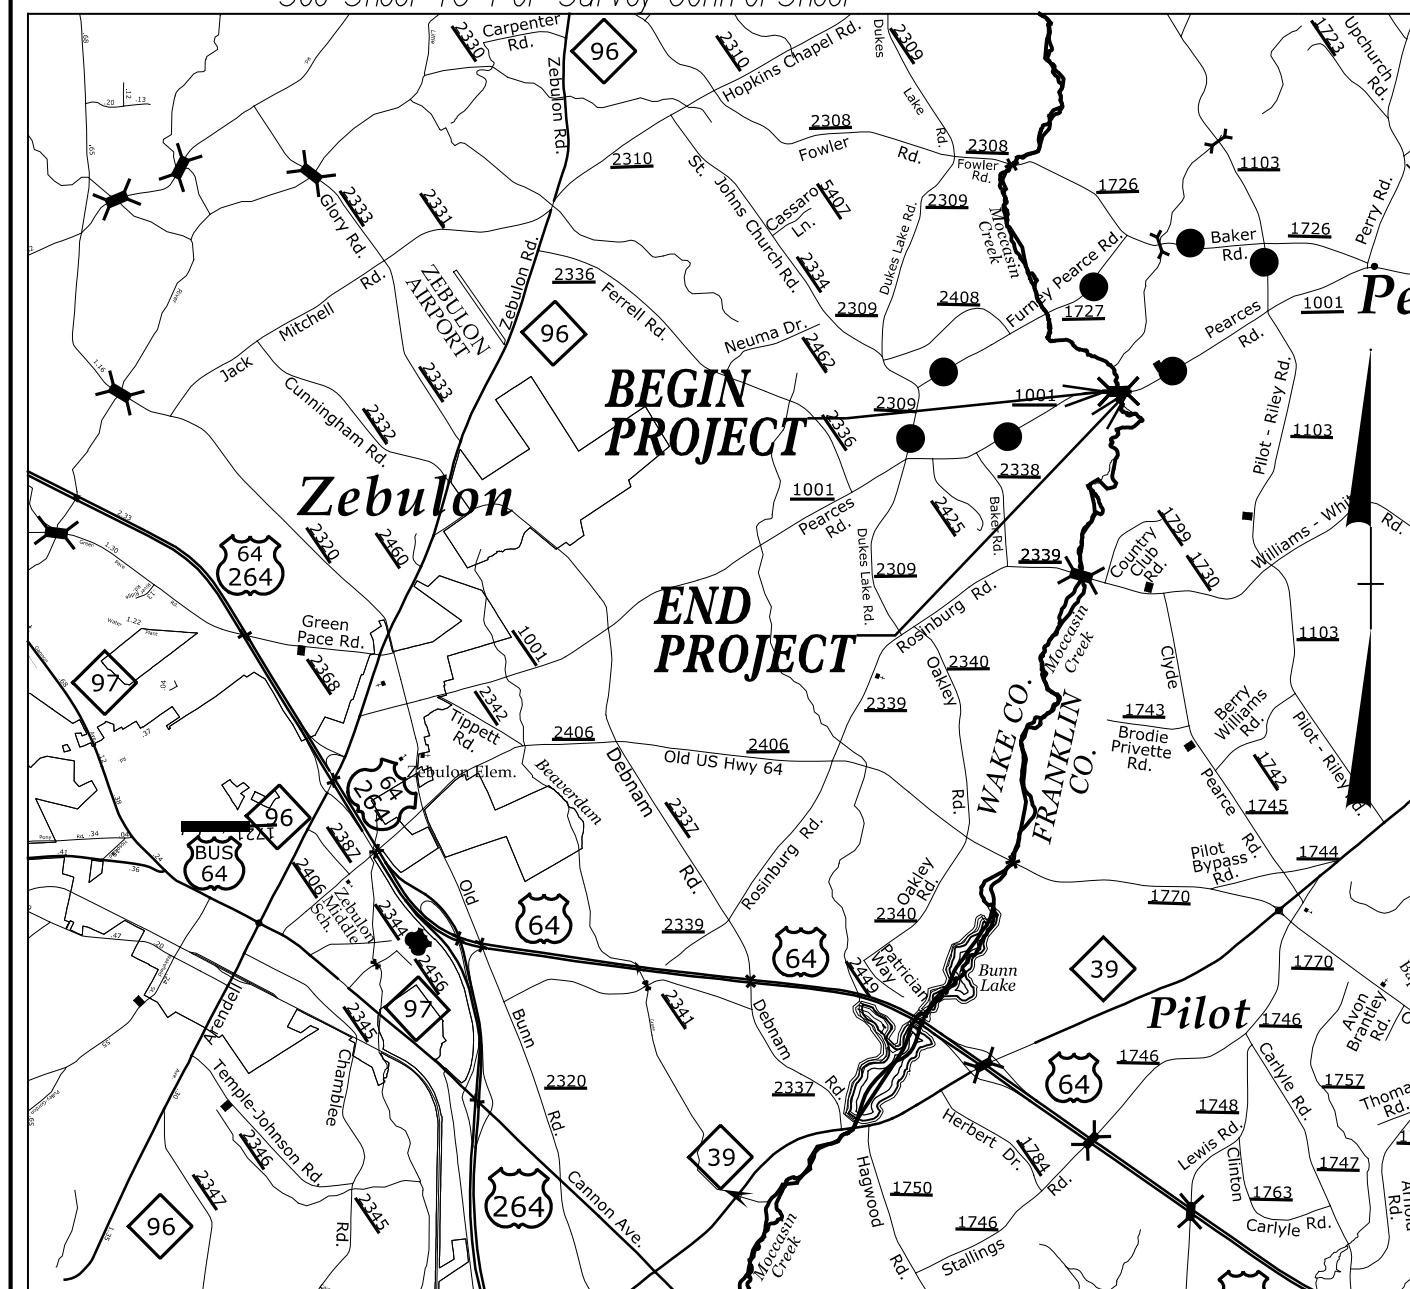 Carpenter
Rd.
2330
96
Zebulon Rd.
2310
Hopkins Chapel Rd.
Dukes
2309
Lake
Rd.
1723
Upchurch
Rd.
2308
Fowler
Rd.
2308
Fowler
Rd.
2310
1103
1726
2333
Glory Rd.
2331
St.
Johns Church Rd.
Cassaro
Ln.
5407
2309
Dukes Lake Rd.
Moccasin
Creek
Perry Rd.
Baker
Rd.
1726
Mitchell
Rd.
ZEBULON
AIRPORT
Zebulon Rd.
2336
Ferrell Rd.
2334
2309
2408
Furney Pearce Rd.
1727
Pearces
Rd.
1001
Pe
96
Neuma Dr.
2462
Jack
Cunningham Rd.
2332
2333
BEGIN
PROJECT
2309
1001
2336
Pilot - Riley Rd.
1103
2338
Zebulon
1001
Pearces
Rd.
2425
Baker Rd.
2320
2460
64
264
Dukes Lake Rd.
2309
2339
Country
Club
Rd.
1799
1730
Williams - Whit
Rd.
END
PROJECT
Rosinburg Rd.
Green
Pace Rd.
1001
Moccasin
Creek
1103
97
2368
2342
Tippett
Rd.
Oakley
2340
2339
Clyde
WAKE CO.
FRANKLIN
CO.
1743
Brodie
Privette
Rd.
Berry
Williams
Rd.
Pilot - Riley Rd.
2406
2406
Old US Hwy 64
Zebulon Elem.
64
264
Beaverdam
Debnam
Rd.
Pearce
Rd.
1742
1745
96
BUS
64
2387
2337
Rosinburg Rd.
Rd.
Pilot
Bypass
Rd.
1744
2406
Zebulon
Middle
Sch.
2344
Old
64
2339
Oakley
Rd.
2340
1770
2456
64
2449
Patrician
Way
Bunn
Lake
39
1770
97
Arendell
2345
Bunn
2341
Debnam
Pilot
1746
Avon
Brantley
Rd.
Chamblee
2320
Rd.
2337
Rd.
1746
64
Carlyle Rd.
1757
Temple-Johnson Rd.
2346
Herbert Dr.
1784
1748
Lewis Rd.
39
2347
264
Cannon Ave.
Hagwood
Rd.
1750
Rd.
Clinton
1747
1763
96
2345
Rd.
Moccasin
Creek
1746
Stallings
Carlyle Rd.